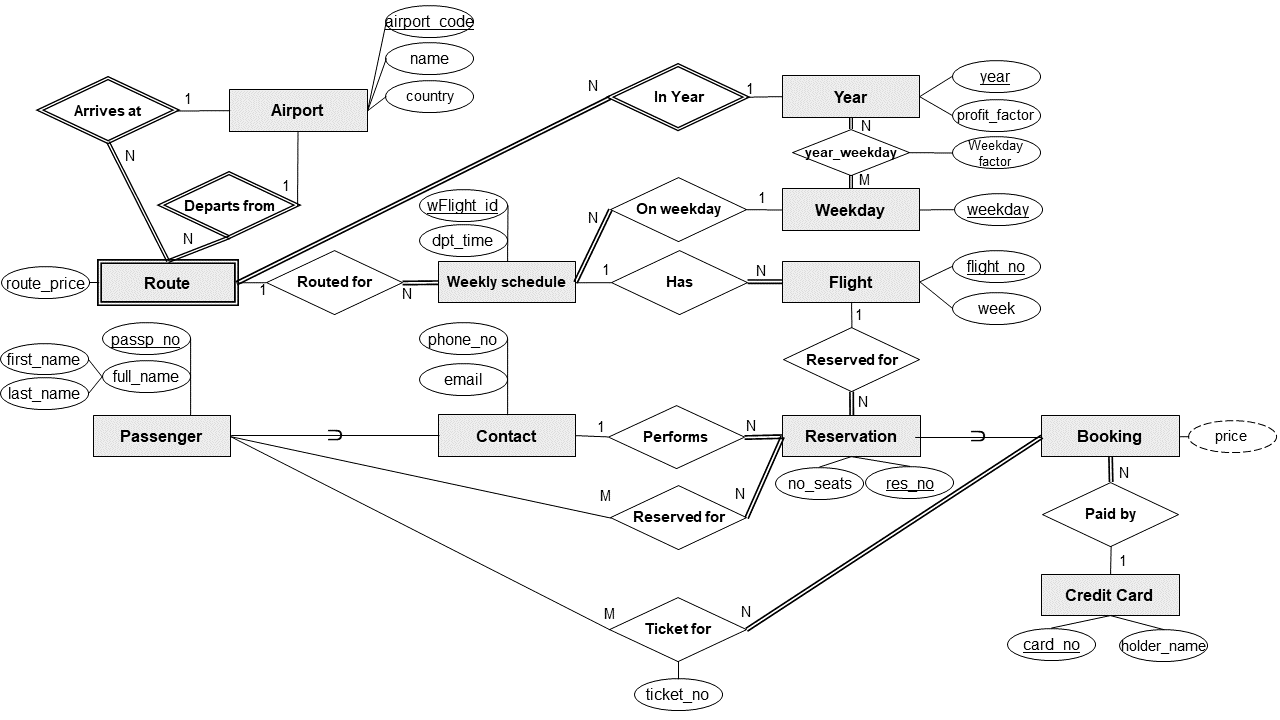 airport_code
name
country
Airport
Arrives at
1
N
Departs from
1
N
In Year
N
1
Year
year
profit_factor
N
year_weekday
Weekday
factor
M
Weekday
weekday
On weekday
N
1
wFlight_id
dpt_time
Weekly schedule
route_price
Route
1
Routed for
N
1
Has
N
Flight
flight_no
week
1
Reserved for
N
passp_no
first_name
full_name
last_name
Passenger
phone_no
email
Contact
1
Performs
N
Reservation
no_seats
res_no
Booking
price
M
Reserved for
N
N
Paid by
1
Credit Card
card_no
holder_name
M
Ticket for
N
ticket_no